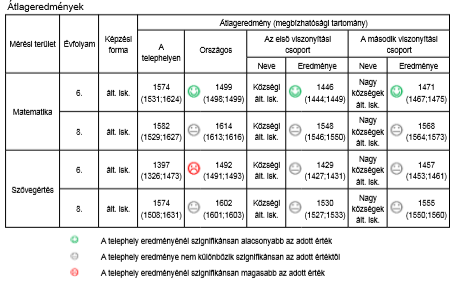 Átlageredmények
Mérési terület Évfolyam Képzési forma Átlageredmény (megbízhatósági tartomány)
A telephelyen Országos Az első viszonyítási csoport A második viszonyítási csoport
Neve Eredménye Neve Eredménye
Matematika 6. ált. isk. 1574 (1531;1624) 1499 (1498;1499) Községi ált. isk. 1446 (1444;1449) Nagy községek ált. isk. 1471 (1467;1475)
8. ált. isk. 1582 (1529;1627) 1614 (1613;1616) Községi ált. isk. 1548 (1546;1550) Nagy községek ált. isk. 1568 (1564;1573)
Szövegértés 6. ált. isk. 1397 (1326;1473) 1492 (1491;1493) Községi ált. isk. 1429 (1427;1431) Nagy községek ált. isk. 1457 (1453;1461)
8. ált. isk. 1574 (1508;1631) 1602 (1601;1603) Községi ált. isk. 1530 (1527;1533) Nagy községek ált. isk. 1555 (1550;1560)
A telephely eredményénél szignifikánsan alacsonyabb az adott érték
A telephely eredménye nem különbözik szignifikánsan az adott értéktől
A telephely eredményénél szignifikánsan magasabb az adott érték